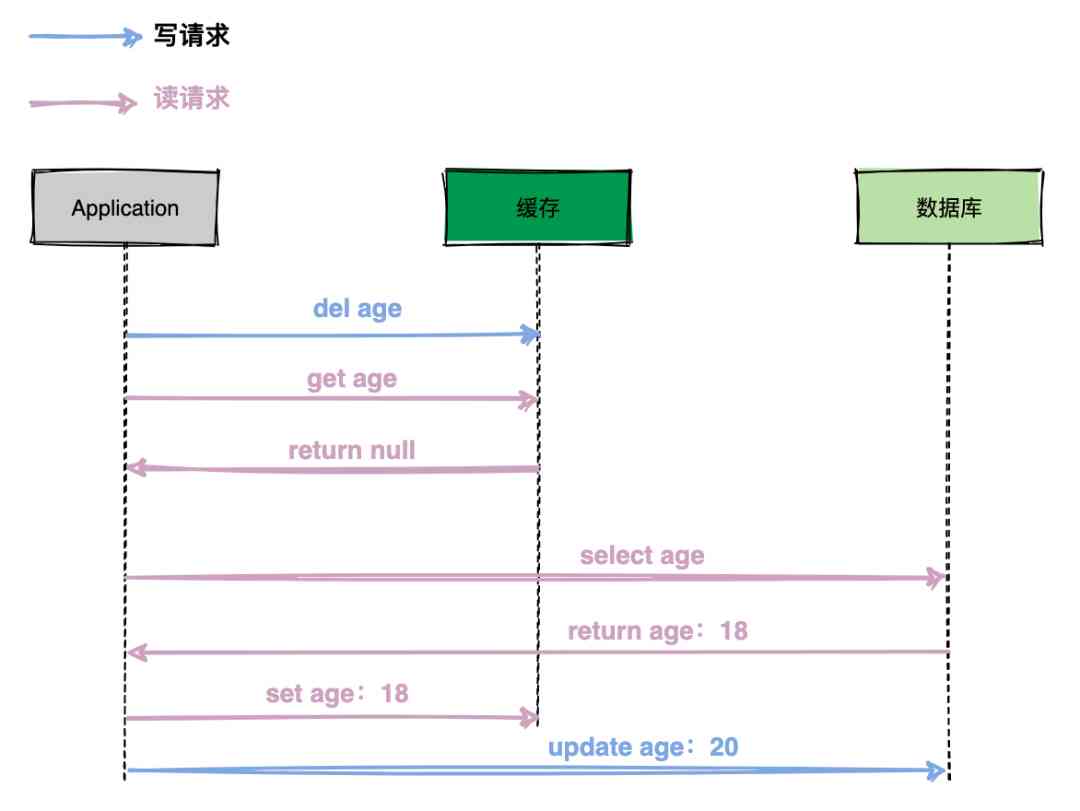 写请求
读请求
Application
缓存
数据库
del age
get age
return null
select age
return age：18
set age：18
update age：20